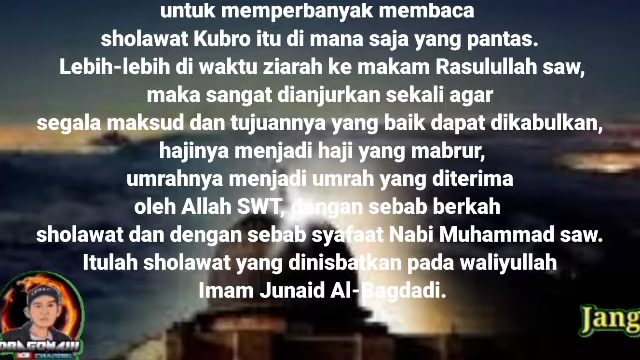 untuk memperbanyak membaca
sholawat Kubro itu di mana saja yang pantas.
Lebih-lebih di waktu ziarah ke makam Rasulullah saw,
maka sangat dianjurkan sekali agar
segala maksud dan tujuannya yang baik dapat dikabulkan,
hajinya menjadi haji yang mabrur,
umrahnya menjadi umrah yang diterima
oleh Allah SWT, dengan sebab berkah
sholawat dan dengan sebab syafaat Nabi Muhammad saw.
Itulah sholawat yang dinisbatkan pada waliyullah
Imam Junaid Al-Bagdadi.
Jang
CHANNEL